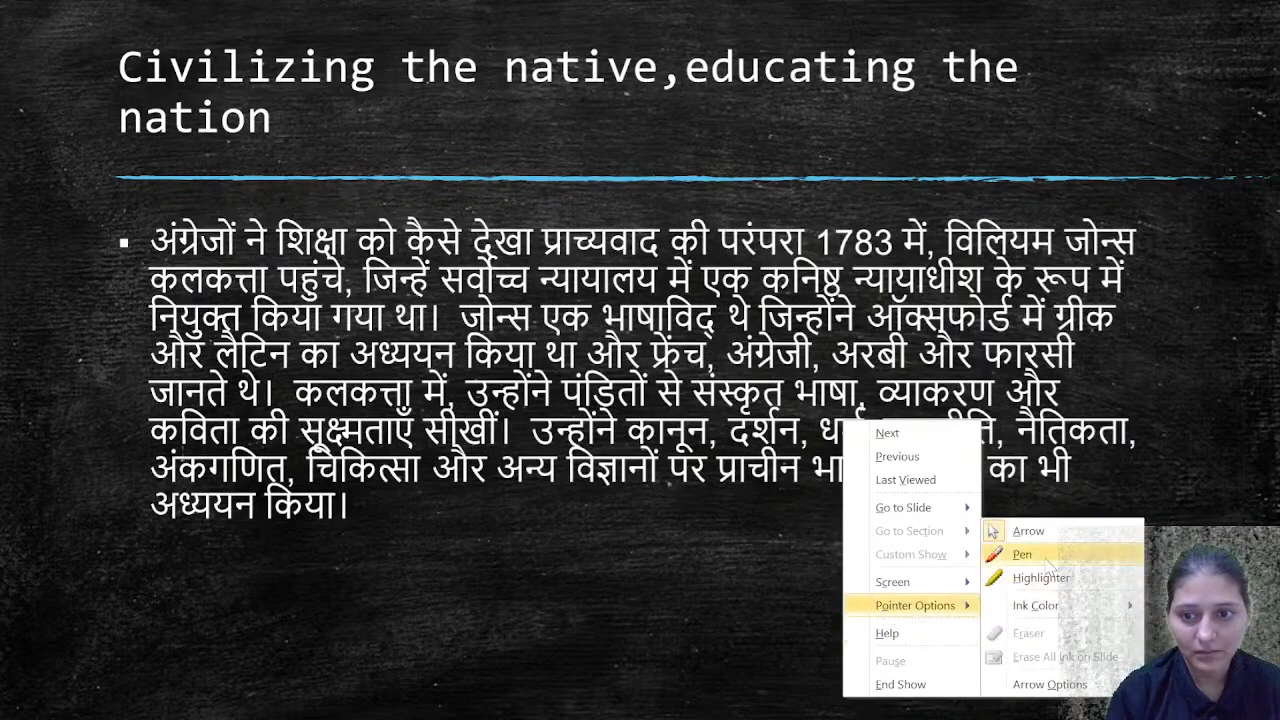 Civilizing the native,educating the
nation
▪ अंग्रेजों ने शिक्षा को कैसे देखा प्राच्यवाद की परंपरा 1783 में, विलियम जोन्स
कलकत्ता पहुंचे, जिन्हें सर्वोच्च न्यायालय में एक कनिष्ठ न्यायाधीश के रूप में
नियुक्त किया गया था। जोन्स एक भाषाविद् थे जिन्होंने ऑक्सफोर्ड में ग्रीक
और लैटिन का अध्ययन किया था और फ्रेंच, अंग्रेजी, अरबी और फारसी
जानते थे। कलकत्ता में, उन्होंने पंडितों से संस्कृत भाषा, व्याकरण और
कविता की सूक्ष्मताएँ सीखीं। उन्होंने कानून, दर्शन, नैतिकता,
अंकगणित, चिकित्सा और अन्य विज्ञानों पर प्राचीन का भी
अध्ययन किया।
Next
Previous
Last Viewed
Go to Slide
Go to Section
Custom Show
Screen
Pointer Options
Help
Pause
End Show
Arrow
Pen
Highlighter
Ink Color
Eraser
Erase All Ink on Slide
Arrow Options